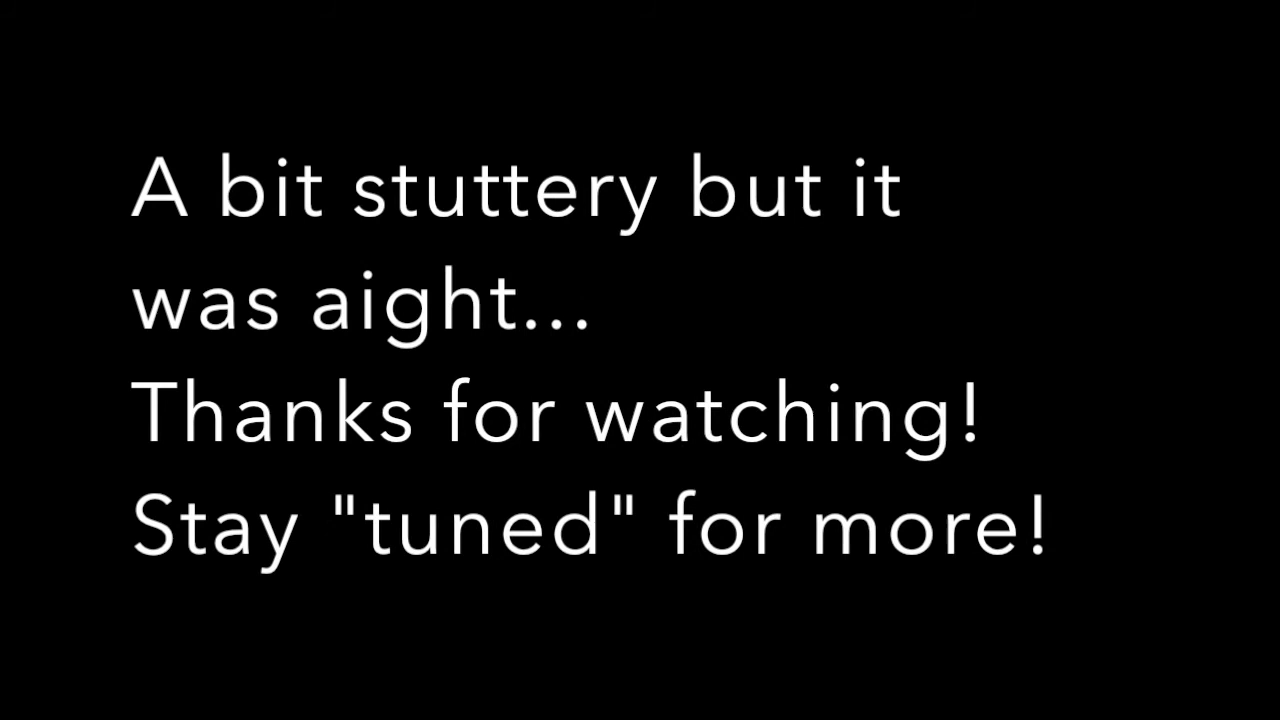 A bit stuttery but it
was aight...
Thanks for watching!
Stay "tuned" for more!